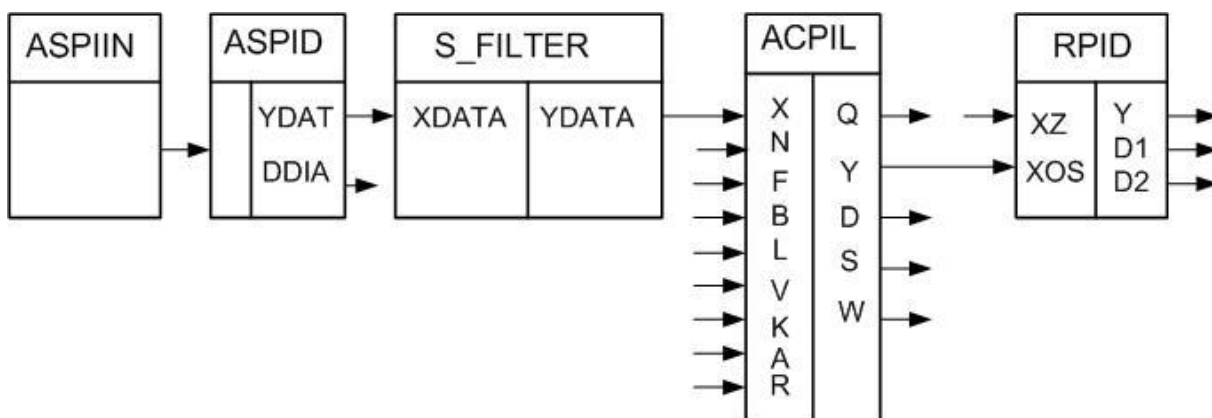 ASPIIN
ASPID
YDAT
DDIA
S_FILTER
XDATA
YDATA
ACPIL
X
N
F
B
L
V
K
A
R
Q
Y
D
S
W
RPID
XZ
XOS
Y
D1
D2